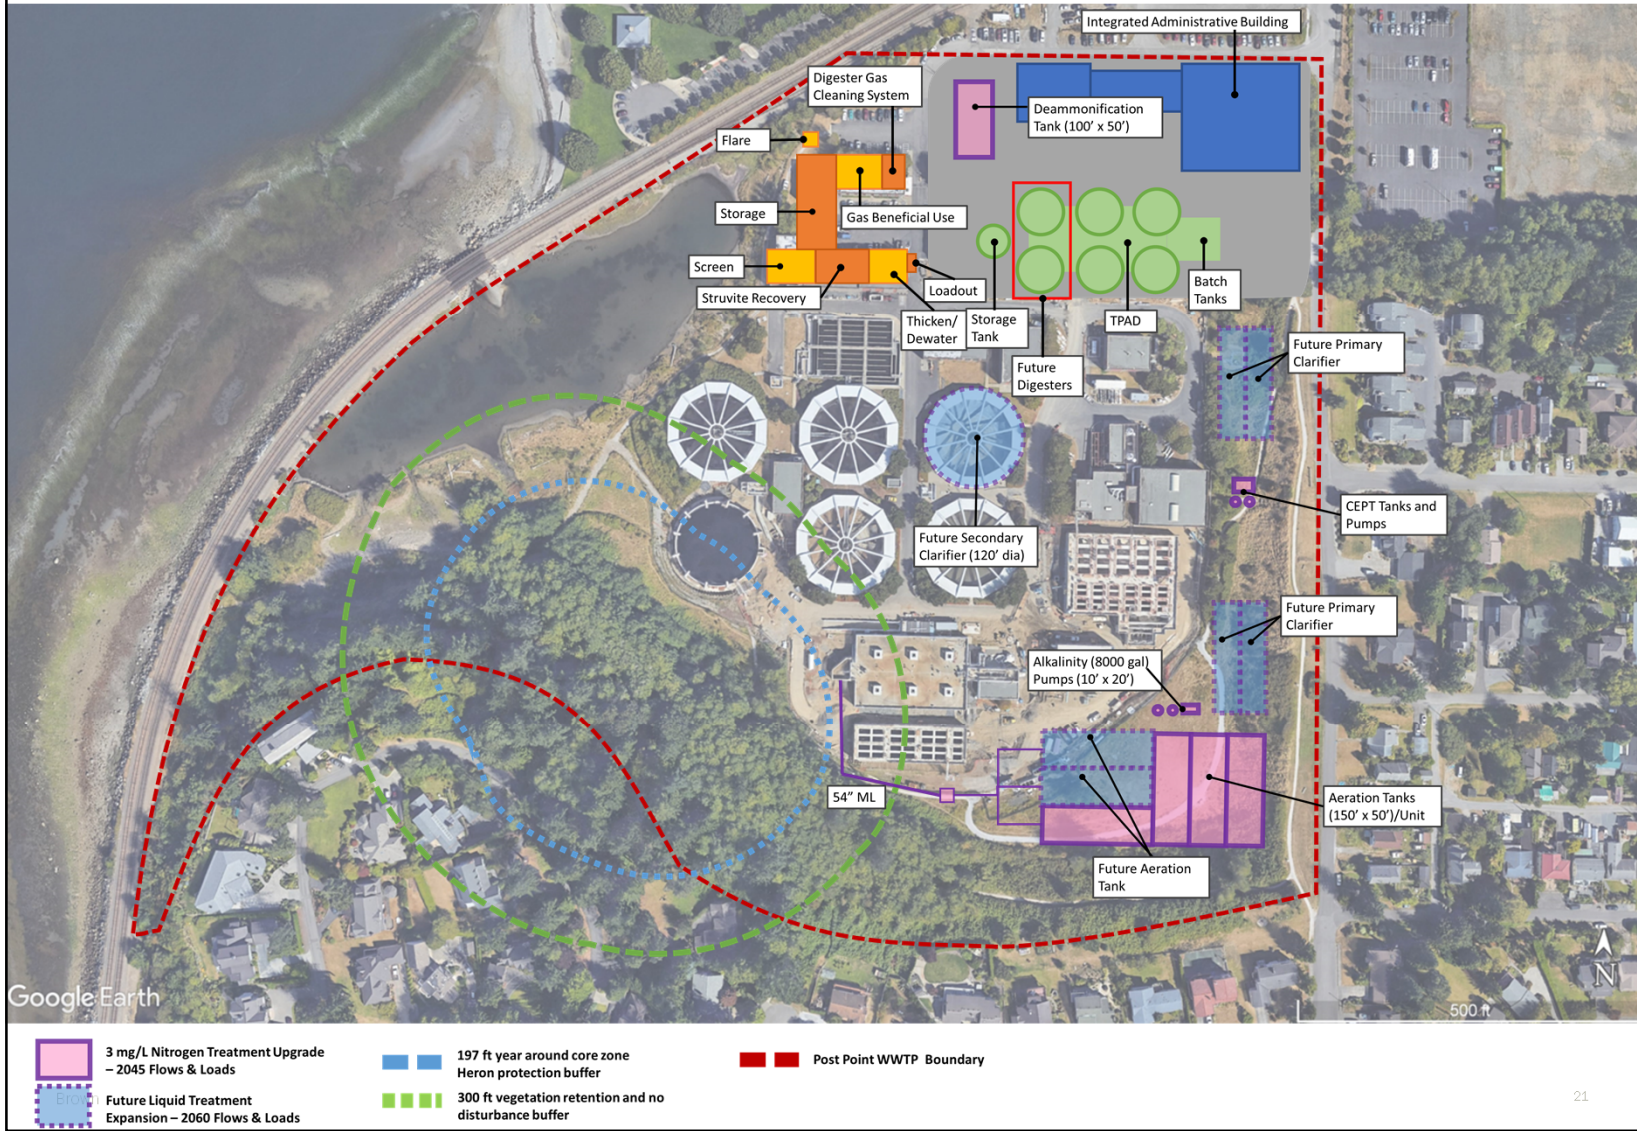 Integrated Administrative Building
Digester Gas
Cleaning System
Deammonification
Tank (100’ x 50’)
Flare
Storage
Gas Beneficial Use
Screen
Struvite Recovery
Loadout
Thicken/
Dewater
Storage
Tank
TPAD
Batch
Tanks
Future
Digesters
Future Primary
Clarifier
CEPT Tanks and
Pumps
Future Secondary
Clarifier (120’ dia)
Future Primary
Clarifier
Alkalinity (8000 gal)
Pumps (10’ x 20’)
54” ML
Aeration Tanks
(150’ x 50’)/Unit
Future Aeration
Tank
N
Google Earth
500 ft
3 mg/L Nitrogen Treatment Upgrade
– 2045 Flows & Loads
Future Liquid Treatment
Expansion – 2060 Flows & Loads
197 ft year around core zone
Heron protection buffer
300 ft vegetation retention and no
disturbance buffer
Post Point WWTP Boundary
21